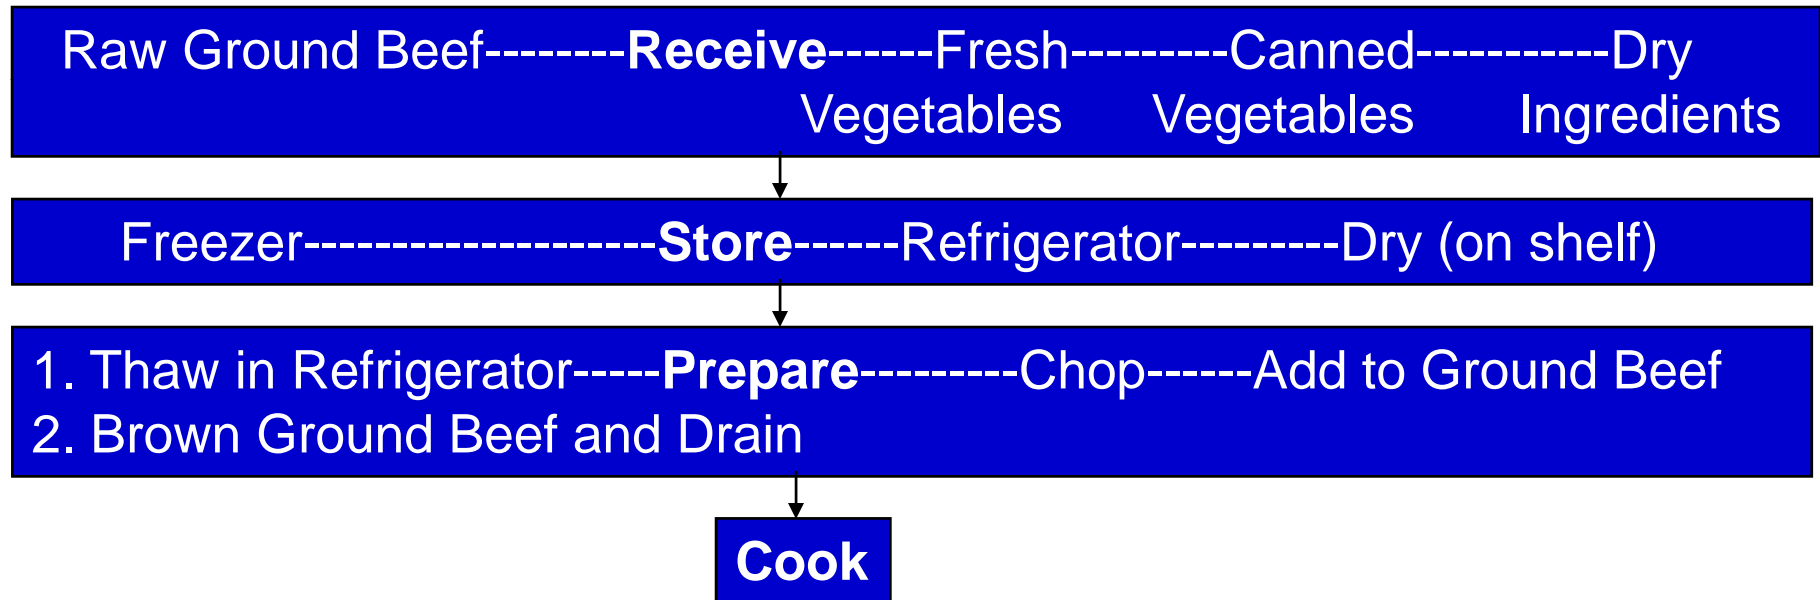 Raw Ground Beef--------Receive------Fresh---------Canned-----------Dry
Vegetables Vegetables Ingredients
Freezer--------------------Store------Refrigerator---------Dry (on shelf)
1. Thaw in Refrigerator-----Prepare---------Chop------Add to Ground Beef
2. Brown Ground Beef and Drain
Cook